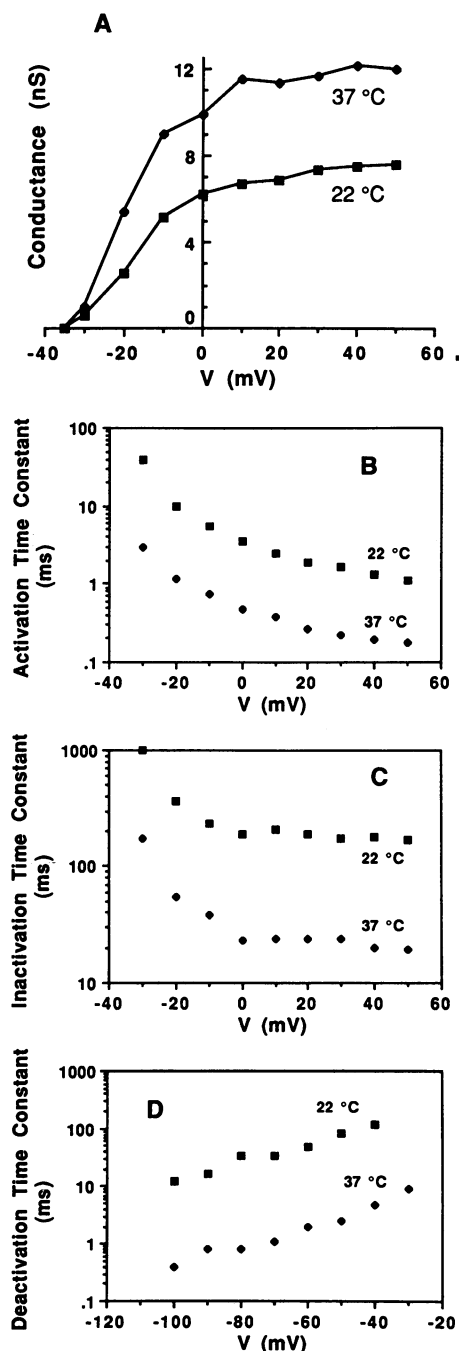 A
Conductance (nS)
12
8
4
0
37 °C
22 °C
-40 -20 0 20 40 60
V (mV)
B
Activation Time Constant
(ms)
100
10
1
.1
22 °C
37 °C
-40 -20 0 20 40 60
V (mV)
C
Inactivation Time Constant
(ms)
1000
100
10
22 °C
37 °C
-40 -20 0 20 40 60
V (mV)
D
Deactivation Time Constant
(ms)
1000
100
10
1
.1
22 °C
37 °C
-120 -100 -80 -60 -40 -20
V (mV)